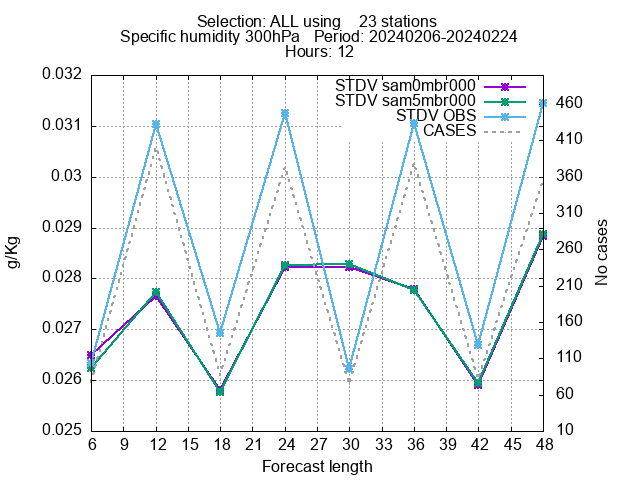 Selection: ALL using    23 stations
Specific humidity 300hPa   Period: 20240206-20240224
Hours: 12
STDV sam0mbr000
STDV sam5mbr000
STDV OBS
CASES
0.032
0.031
0.03
0.029
0.028
0.027
0.026
0.025
g/Kg
460
410
360
310
260
210
160
110
60
10
No cases
6 9 12 15 18 21 24 27 30 33 36 39 42 45 48
Forecast length